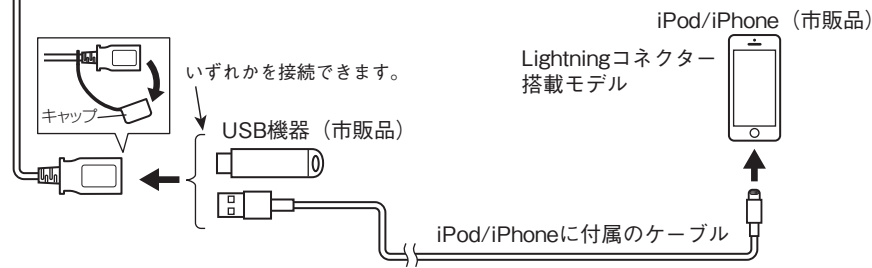 iPod/iPhone（市販品）
Lightningコネクター
搭載モデル
いずれかを接続できます。
キャップ
USB機器（市販品）
iPod/iPhoneに付属のケーブル